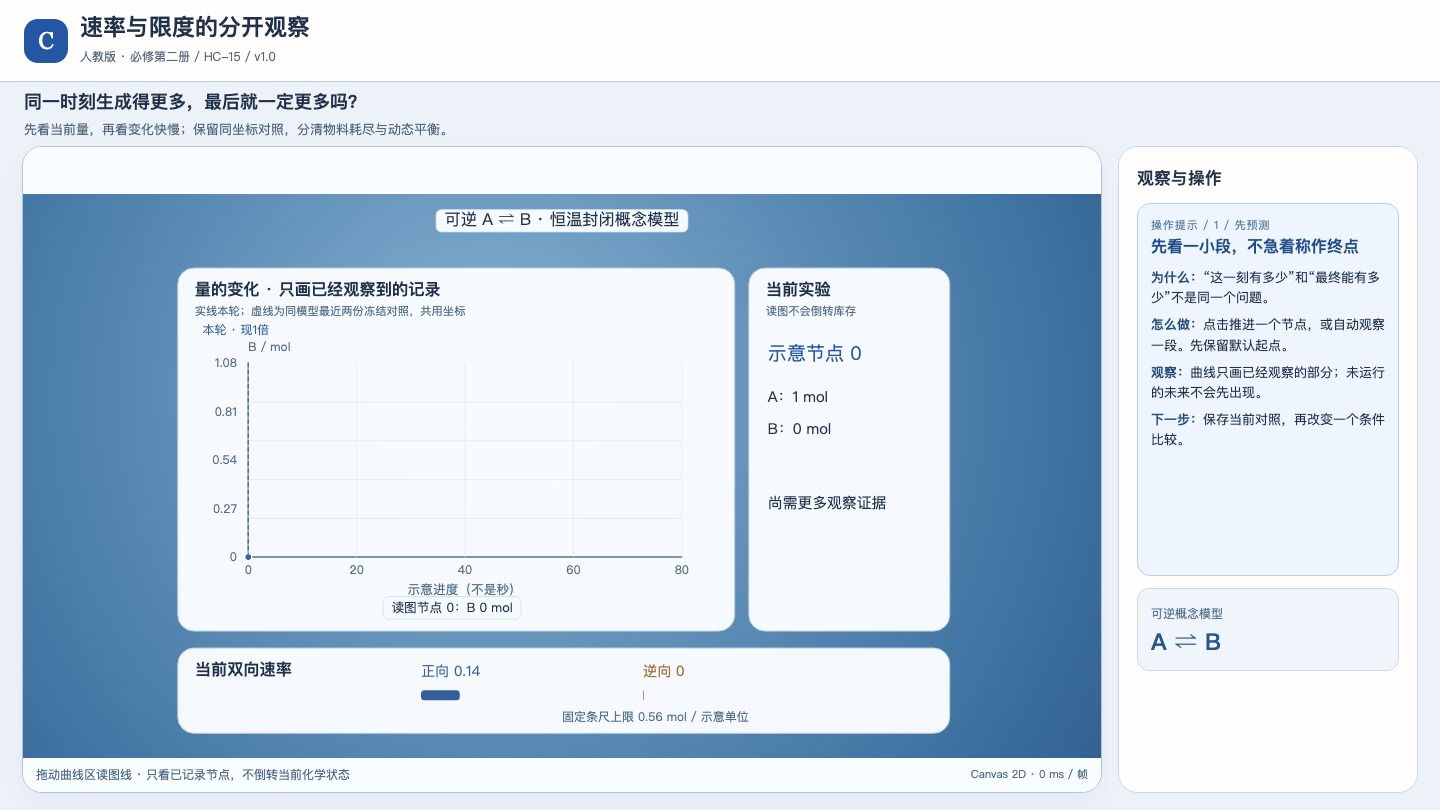 C
速率与限度的分开观察
人教版 · 必修第二册 / HC-15 / v1.0
同一时刻生成得更多，最后就一定更多吗？
先看当前量，再看变化快慢；保留同坐标对照，分清物料耗尽与动态平衡。
可逆 A ⇌ B · 恒温封闭概念模型
量的变化 · 只画已经观察到的记录
实线本轮；虚线为同模型最近两份冻结对照，共用坐标
本轮 · 现1倍
B / mol
1.08
0.81
0.54
0.27
0
0 20 40 60 80
示意进度（不是秒）
读图节点 0：B 0 mol
当前实验
读图不会倒转库存
示意节点 0
A：1 mol
B：0 mol
尚需更多观察证据
当前双向速率
正向 0.14
逆向 0
固定条尺上限 0.56 mol / 示意单位
拖动曲线区读图线 · 只看已记录节点，不倒转当前化学状态
Canvas 2D · 0 ms / 帧
观察与操作
操作提示 / 1 / 先预测
先看一小段，不急着称作终点
为什么：“这一刻有多少”和“最终能有多
少”不是同一个问题。
怎么做：点击推进一个节点，或自动观察
一段。先保留默认起点。
观察：曲线只画已经观察的部分；未运行
的未来不会先出现。
下一步：保存当前对照，再改变一个条件
比较。
可逆概念模型
A ⇌ B